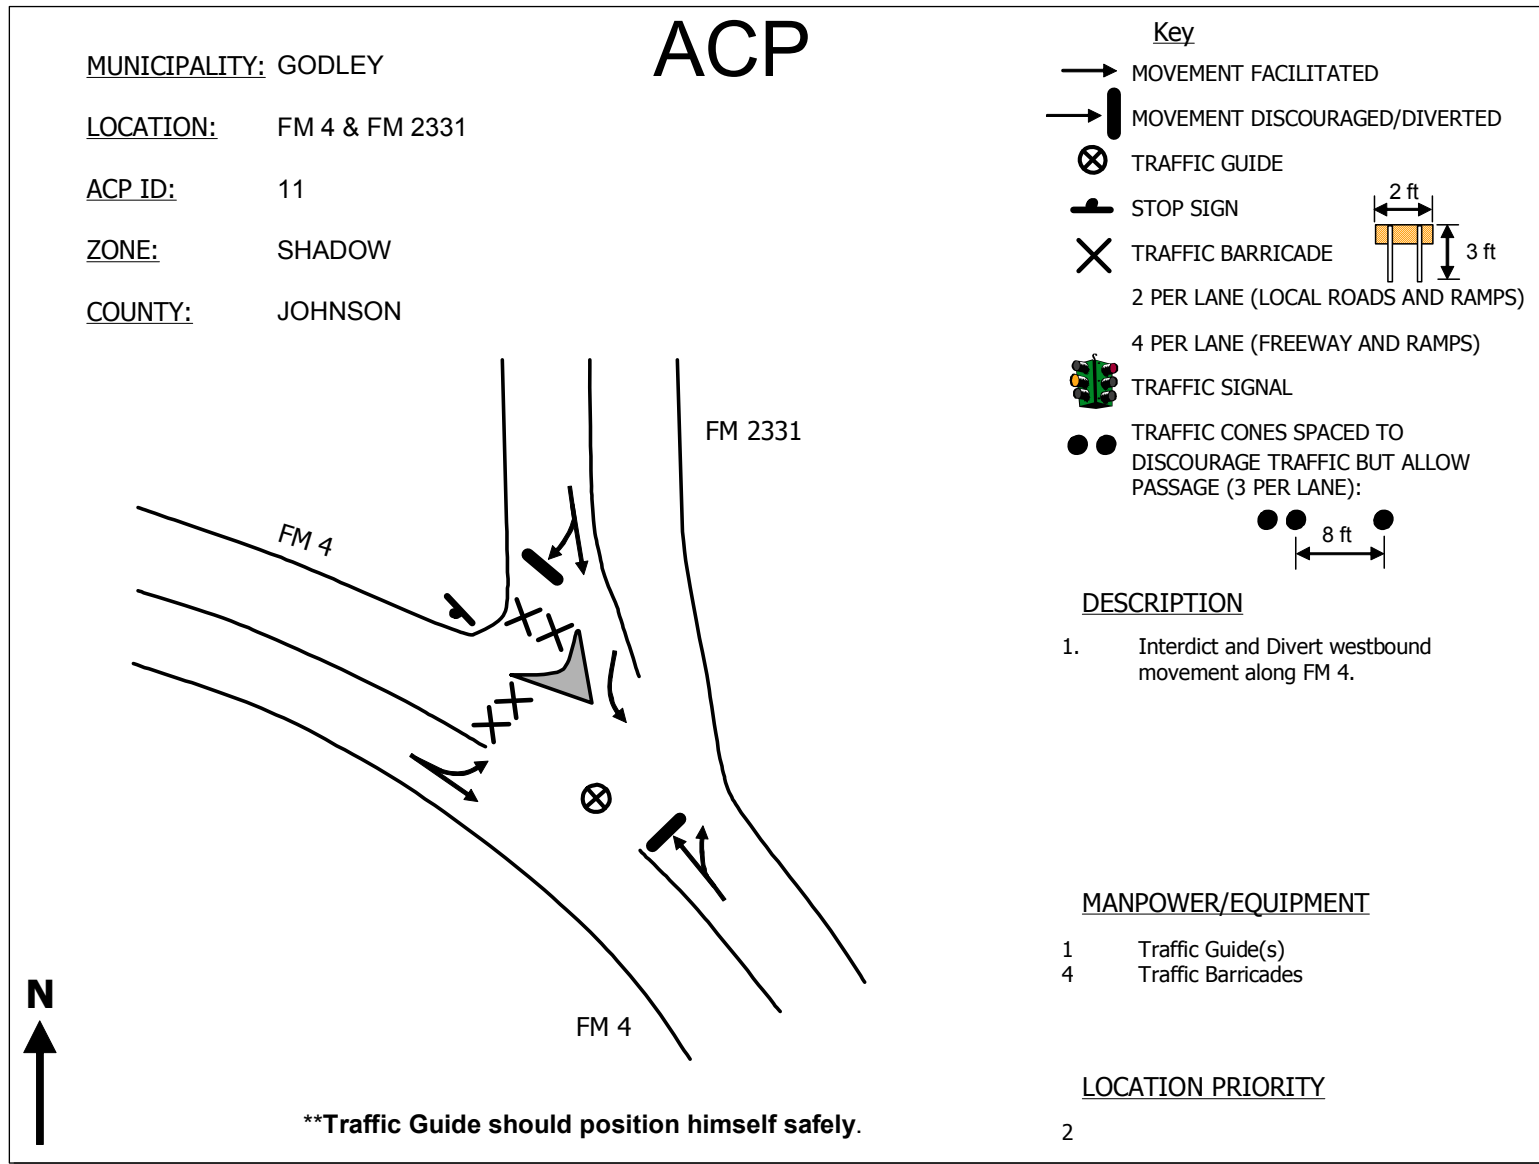 ACP
MUNICIPALITY: GODLEY
LOCATION: FM 4 & FM 2331
ACP ID: 11
ZONE: SHADOW
COUNTY: JOHNSON
Key
MOVEMENT FACILITATED
MOVEMENT DISCOURAGED/DIVERTED
TRAFFIC GUIDE
STOP SIGN
TRAFFIC BARRICADE
2 ft
3 ft
2 PER LANE (LOCAL ROADS AND RAMPS)
4 PER LANE (FREEWAY AND RAMPS)
TRAFFIC SIGNAL
TRAFFIC CONES SPACED TO
DISCOURAGE TRAFFIC BUT ALLOW
PASSAGE (3 PER LANE):
8 ft
FM 2331
FM 4
FM 4
N
**Traffic Guide should position himself safely.
DESCRIPTION
1. Interdict and Divert westbound
movement along FM 4.
MANPOWER/EQUIPMENT
1 Traffic Guide(s)
4 Traffic Barricades
LOCATION PRIORITY
2